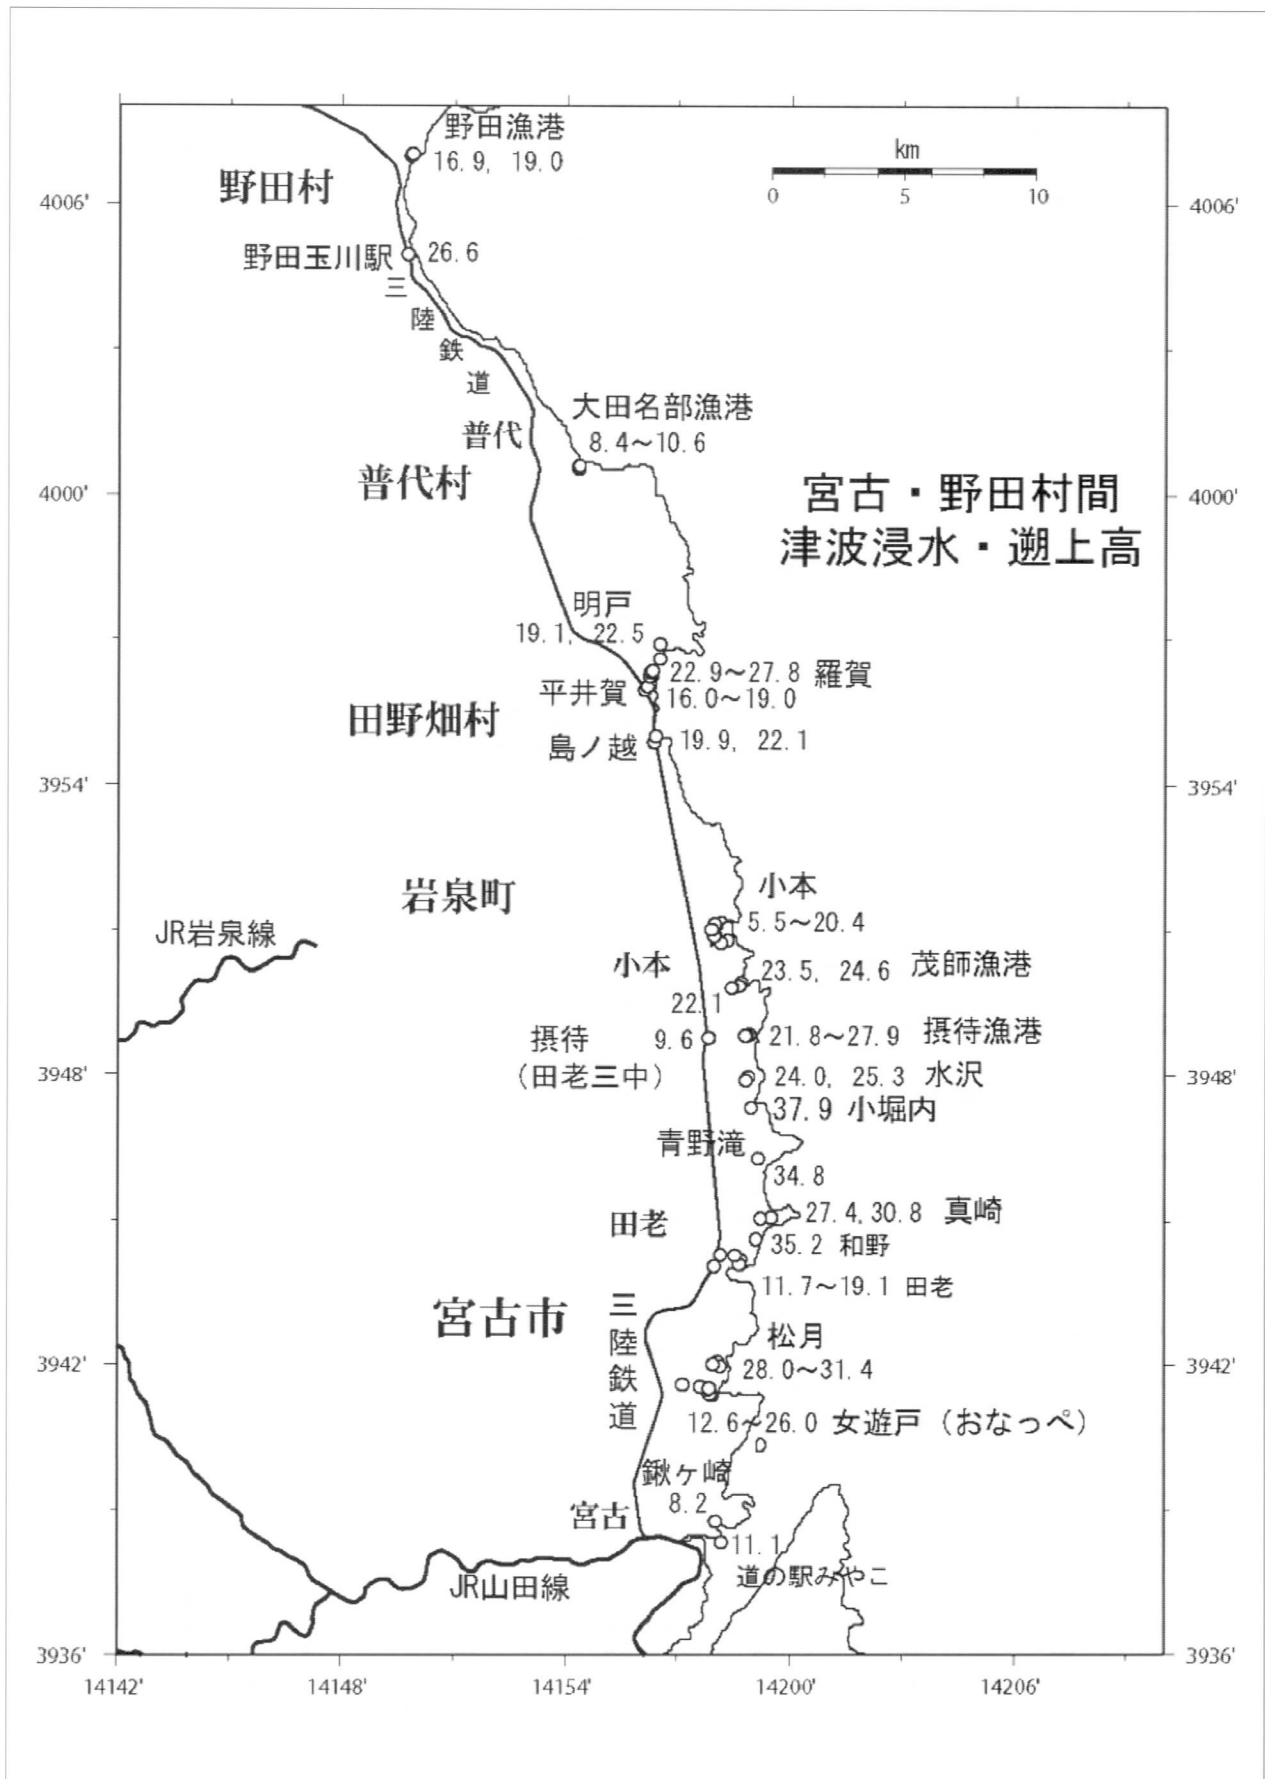 野田漁港
16.9, 19.0
km
0 5 10
野田村
4006' 4006'
野田玉川駅 26.6
三陸鉄道
大田名部漁港
8.4～10.6
普代
普代村
宮古・野田村間
津波浸水・遡上高
4000' 4000'
明戸
19.1, 22.5
22.9～27.8 羅賀
平井賀 16.0～19.0
田野畑村
島ノ越 19.9, 22.1
3954' 3954'
小本
5.5～20.4
岩泉町
JR岩泉線
小本
23.5, 24.6 茂師漁港
22.1
摂待 9.6
21.8～27.9 摂待漁港
（田老三中）
24.0, 25.3 水沢
3948' 3948'
37.9 小堀内
青野滝
34.8
27.4,30.8 真崎
田老
35.2 和野
11.7～19.1 田老
宮古市
三陸鉄道
松月
28.0～31.4
3942' 3942'
12.6～26.0 女遊戸（おなっぺ）
鍬ヶ崎
8.2
宮古
11.1
道の駅みやこ
JR山田線
3936' 3936'
14142' 14148' 14154' 14200' 14206'